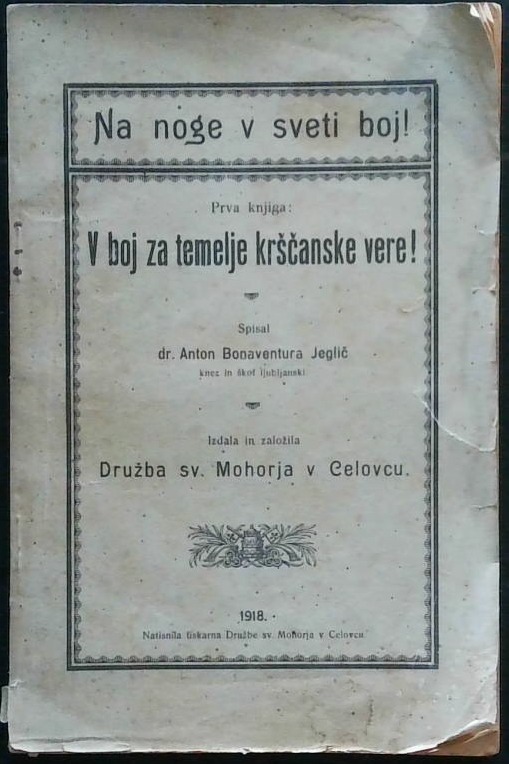 Na noge v sveti boj!
Prva knjiga:
V boj za temelje krščanske vere!
Spisal
dr. Anton Bonaventura Jeglič
knez in škof ljubljanski
Izdala in založila
Družba sv. Mohorja v Celovcu.
1918.
Natisnila tiskarna Družbe sv. Mohorja v Celovcu